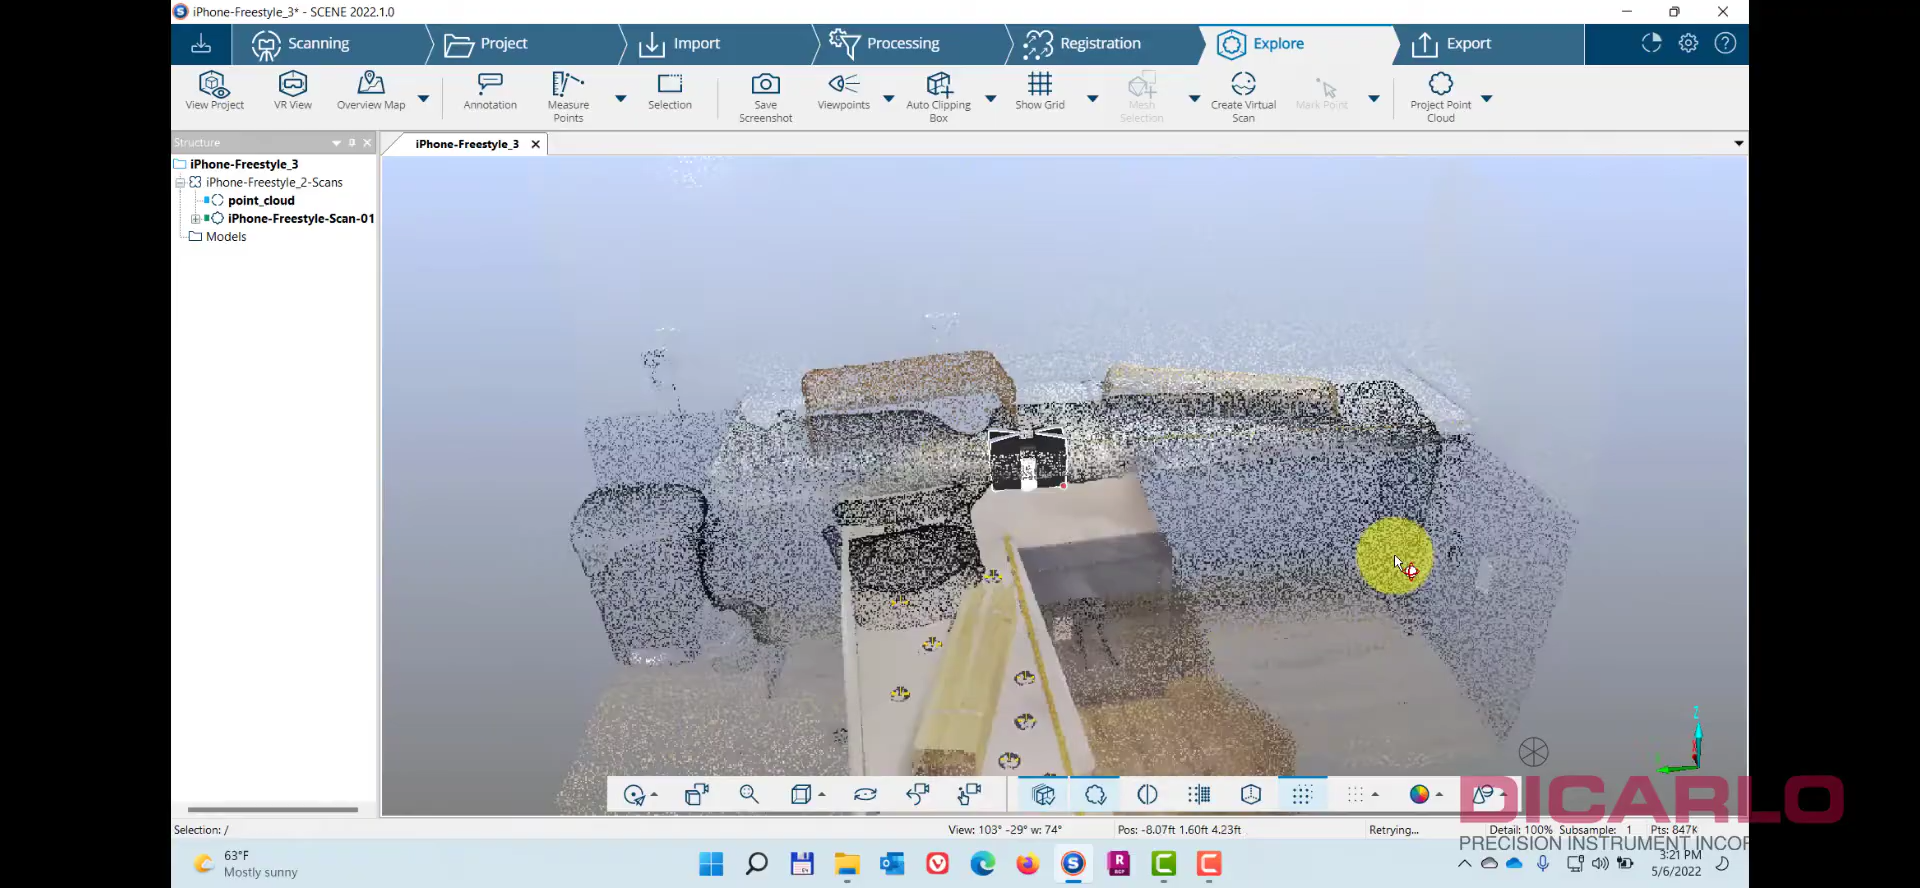 iPhone-Freestyle_3* - SCENE 2022.1.0
Scanning
Project
Import
Processing
Registration
Explore
Export
View Project
VR View
Overview Map
Annotation
Measure Points
Selection
Save Screenshot
Viewpoints
Auto Clipping Box
Show Grid
Mesh Selection
Create Virtual Scan
Mark Point
Project Point Cloud
Structure
iPhone-Freestyle_3
iPhone-Freestyle_3
iPhone-Freestyle_2-Scans
point_cloud
iPhone-Freestyle-Scan-01
Models
Z
DICARLO
PRECISION INSTRUMENT INCOR
Selection: /
View: 103° -29° w: 74°
Pos: -8.07ft 1.60ft 4.23ft
Retrying...
Detail: 100% Subsample: 1 Pts: 847K
63°F
Mostly sunny
3:21 PM
5/6/2022